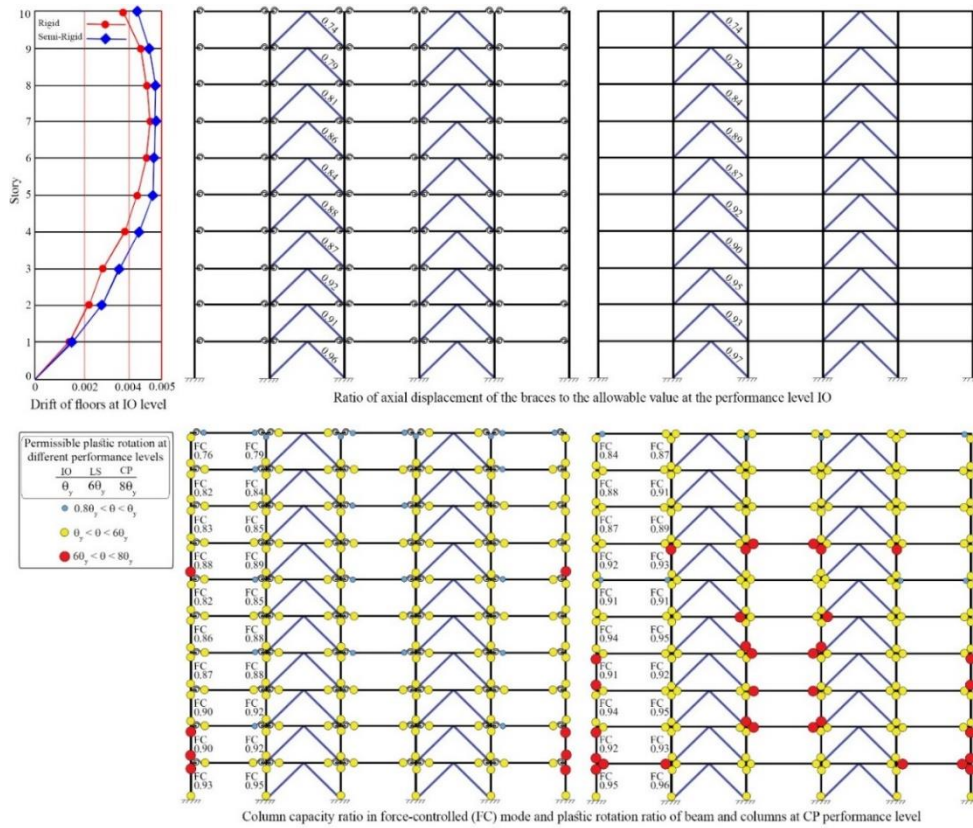 10
Rigid
Semi-Rigid
9
8
7
6
Story
5
4
3
2
1
0
0 0.002 0.004 0.005
Drift of floors at IO level
0.74
0.79
0.81
0.86
0.84
0.88
0.87
0.92
0.91
0.96
0.74
0.79
0.84
0.89
0.87
0.92
0.90
0.95
0.93
0.97
Ratio of axial displacement of the braces to the allowable value at the performance level IO
Permissible plastic rotation at
different performance levels
IO LS CP
θy 6θy 8θy
0.8θy < θ < θy
θy < θ < 6θy
6θy < θ < 8θy
FC FC
0.76 0.79
FC FC
0.82 0.84
FC FC
0.83 0.85
FC FC
0.88 0.89
FC FC
0.82 0.85
FC FC
0.86 0.88
FC FC
0.87 0.88
FC FC
0.90 0.92
FC FC
0.90 0.92
FC FC
0.93 0.95
FC FC
0.84 0.87
FC FC
0.88 0.91
FC FC
0.87 0.89
FC FC
0.92 0.93
FC FC
0.91 0.91
FC FC
0.94 0.95
FC FC
0.91 0.92
FC FC
0.94 0.95
FC FC
0.92 0.93
FC FC
0.95 0.96
Column capacity ratio in force-controlled (FC) mode and plastic rotation ratio of beam and columns at CP performance level